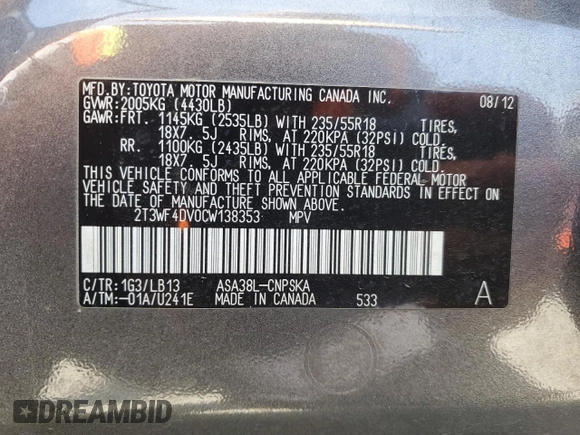 MFD.BY:TOYOTA MOTOR MANUFACTURING CANADA INC.
GVWR:2005KG (4430LB) 08/12
GAWR:FRT. 1145KG (2535LB) WITH 235/55R18 TIRES,
18X7. 5J RIMS, AT 220KPA (32PSI) COLD.
RR. 1100KG (2435LB) WITH 235/55R18 TIRES,
18X7. 5J RIMS, AT 220KPA (32PSI) COLD.
THIS VEHICLE CONFORMS TO ALL APPLICABLE FEDERAL MOTOR
VEHICLE SAFETY AND THEFT PREVENTION STANDARDS IN EFFECT ON
THE DATE OF MANUFACTURE SHOWN ABOVE.
2T3WF4DV0CW138353 MPV
C/TR:1G3/LB13 ASA38L-CNPSKA
A/TM:-01A/U241E MADE IN CANADA 533 A
DREAMBID